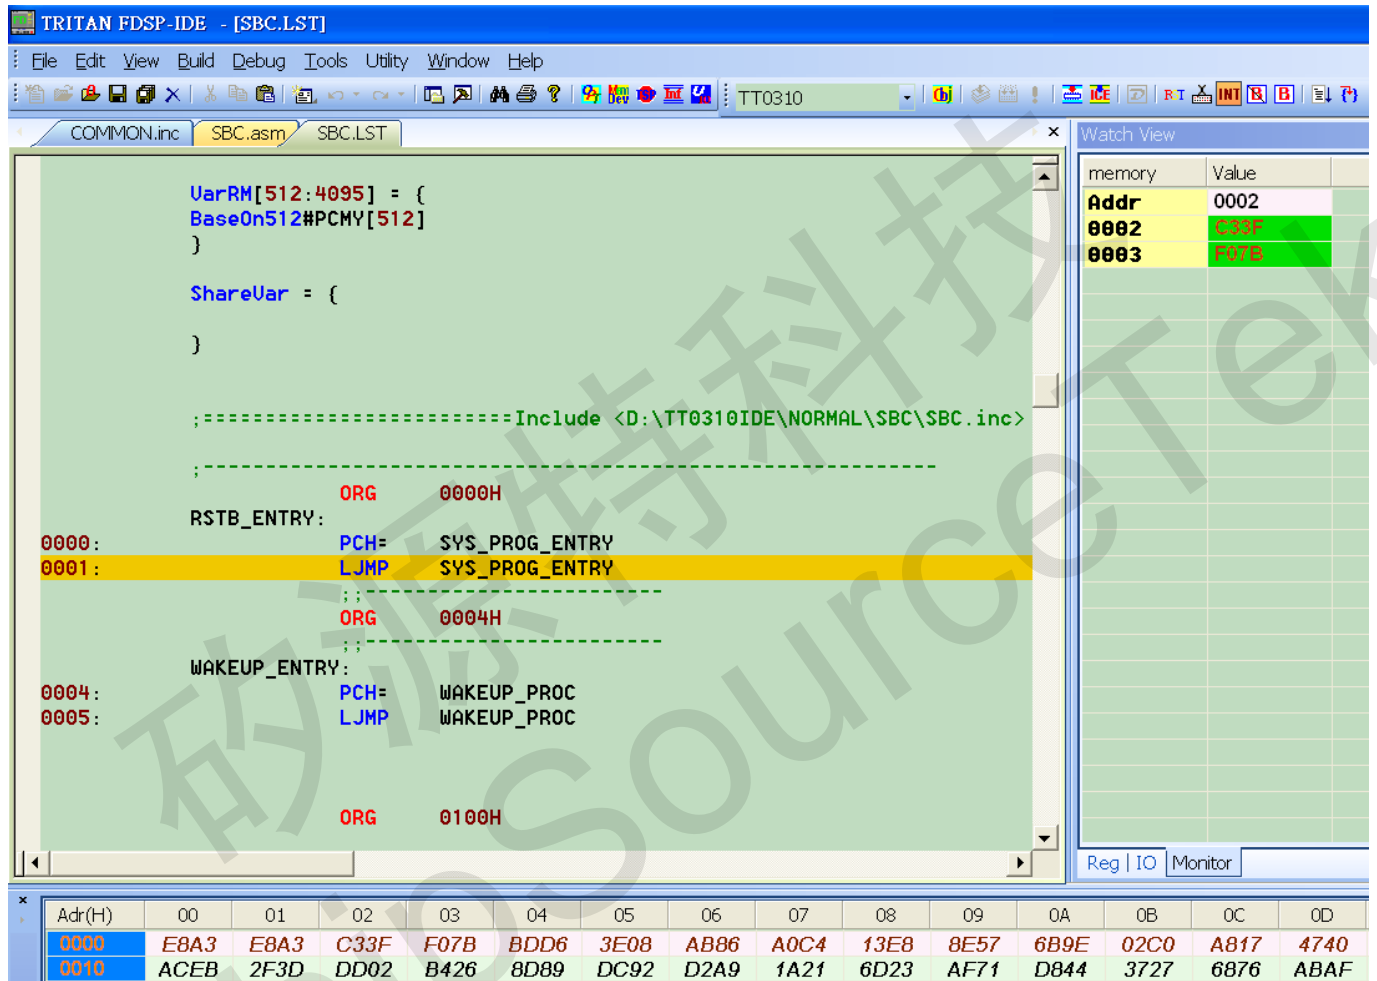 TRITAN FDSP-IDE - [SBC.LST]
File Edit View Build Debug Tools Utility Window Help
TT0310
COMMON.inc SBC.asm SBC.LST
VarRM[512:4095] = {
BaseOn512#PCMY[512]
}
ShareVar = {
}
;=========================Include <D:\TT0310IDE\NORMAL\SBC\SBC.inc>
;-----------------------------------------------------------
ORG 0000H
RSTB_ENTRY:
0000: PCH= SYS_PROG_ENTRY
0001: LJMP SYS_PROG_ENTRY
;;------------------------
ORG 0004H
;;------------------------
WAKEUP_ENTRY:
0004: PCH= WAKEUP_PROC
0005: LJMP WAKEUP_PROC
ORG 0100H
Watch View
memory Value
Addr 0002
0002 C33F
0003 F07B
Reg | IO Monitor
Adr(H) 00 01 02 03 04 05 06 07 08 09 0A 0B 0C 0D
0000 E8A3 E8A3 C33F F07B BDD6 3E08 AB86 A0C4 13E8 8E57 6B9E 02C0 A817 4740
0010 ACEB 2F3D DD02 B426 8D89 DC92 D2A9 1A21 6D23 AF71 D844 3727 6876 ABAF
矽源特科技
ChipSourceTek